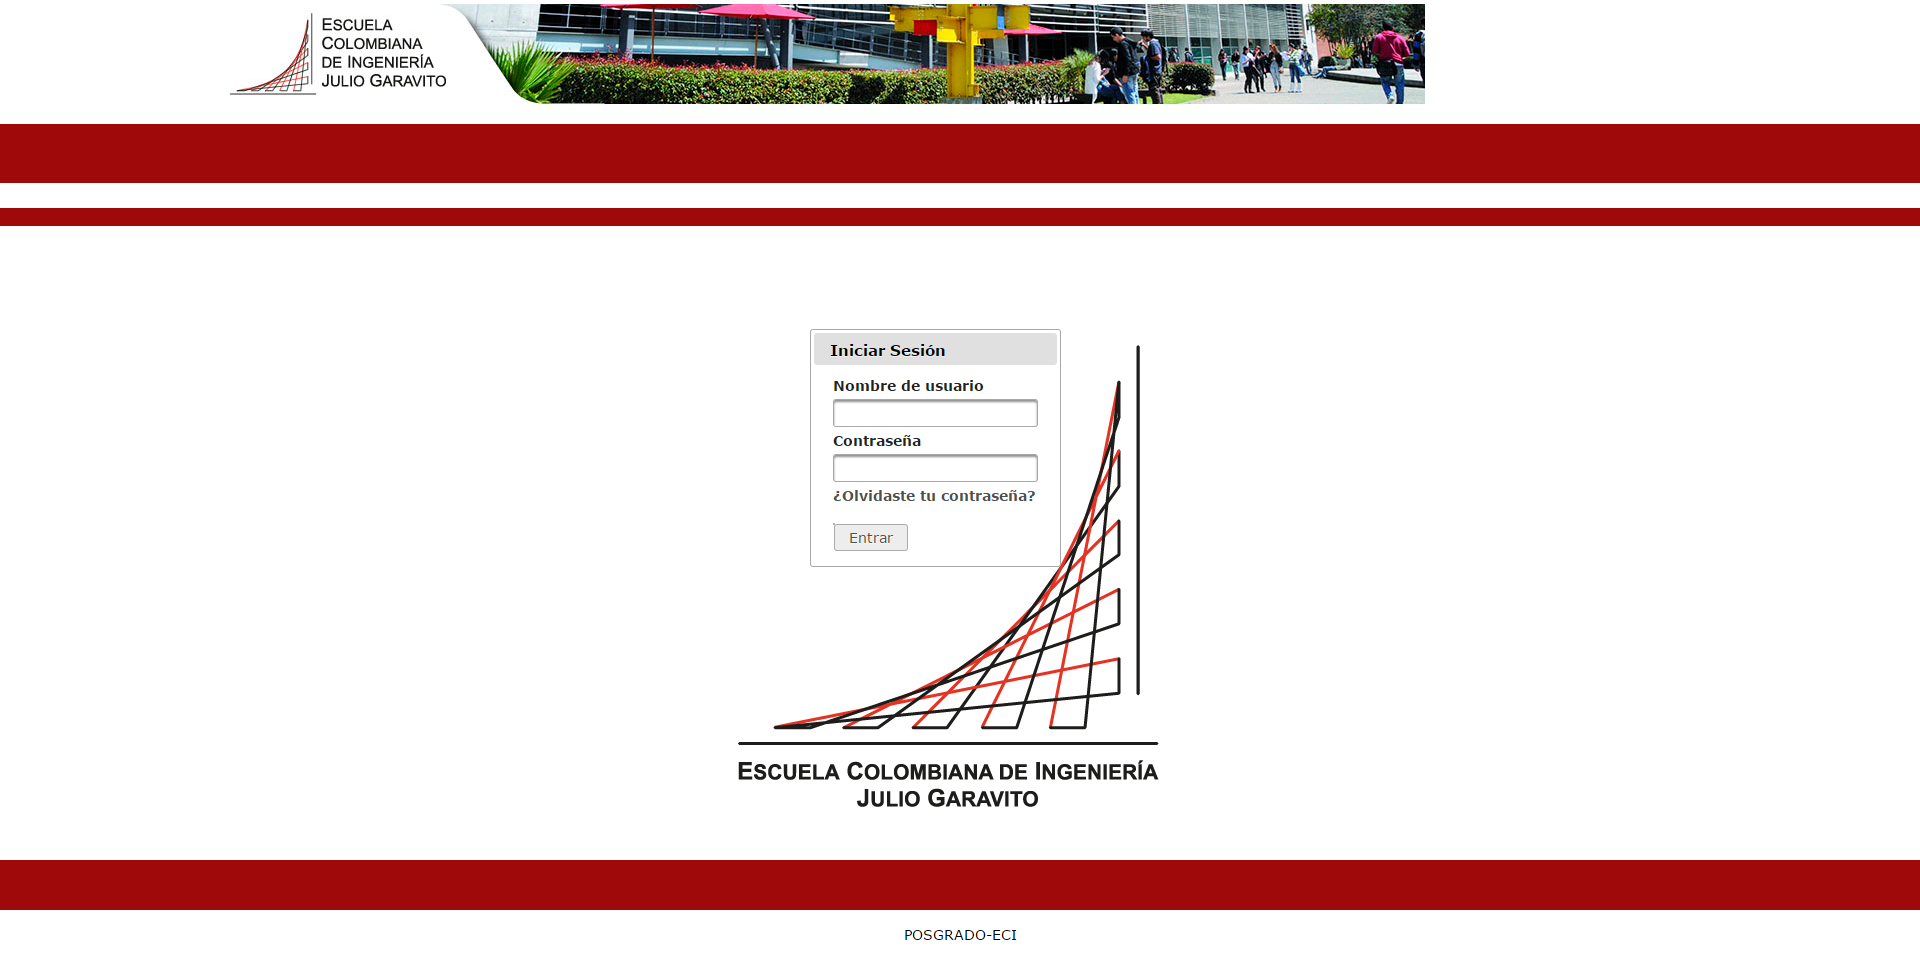 ESCUELA
COLOMBIANA
DE INGENIERÍA
JULIO GARAVITO
Iniciar Sesión
Nombre de usuario
Contraseña
¿Olvidaste tu contraseña?
Entrar
ESCUELA COLOMBIANA DE INGENIERÍA
JULIO GARAVITO
POSGRADO-ECI